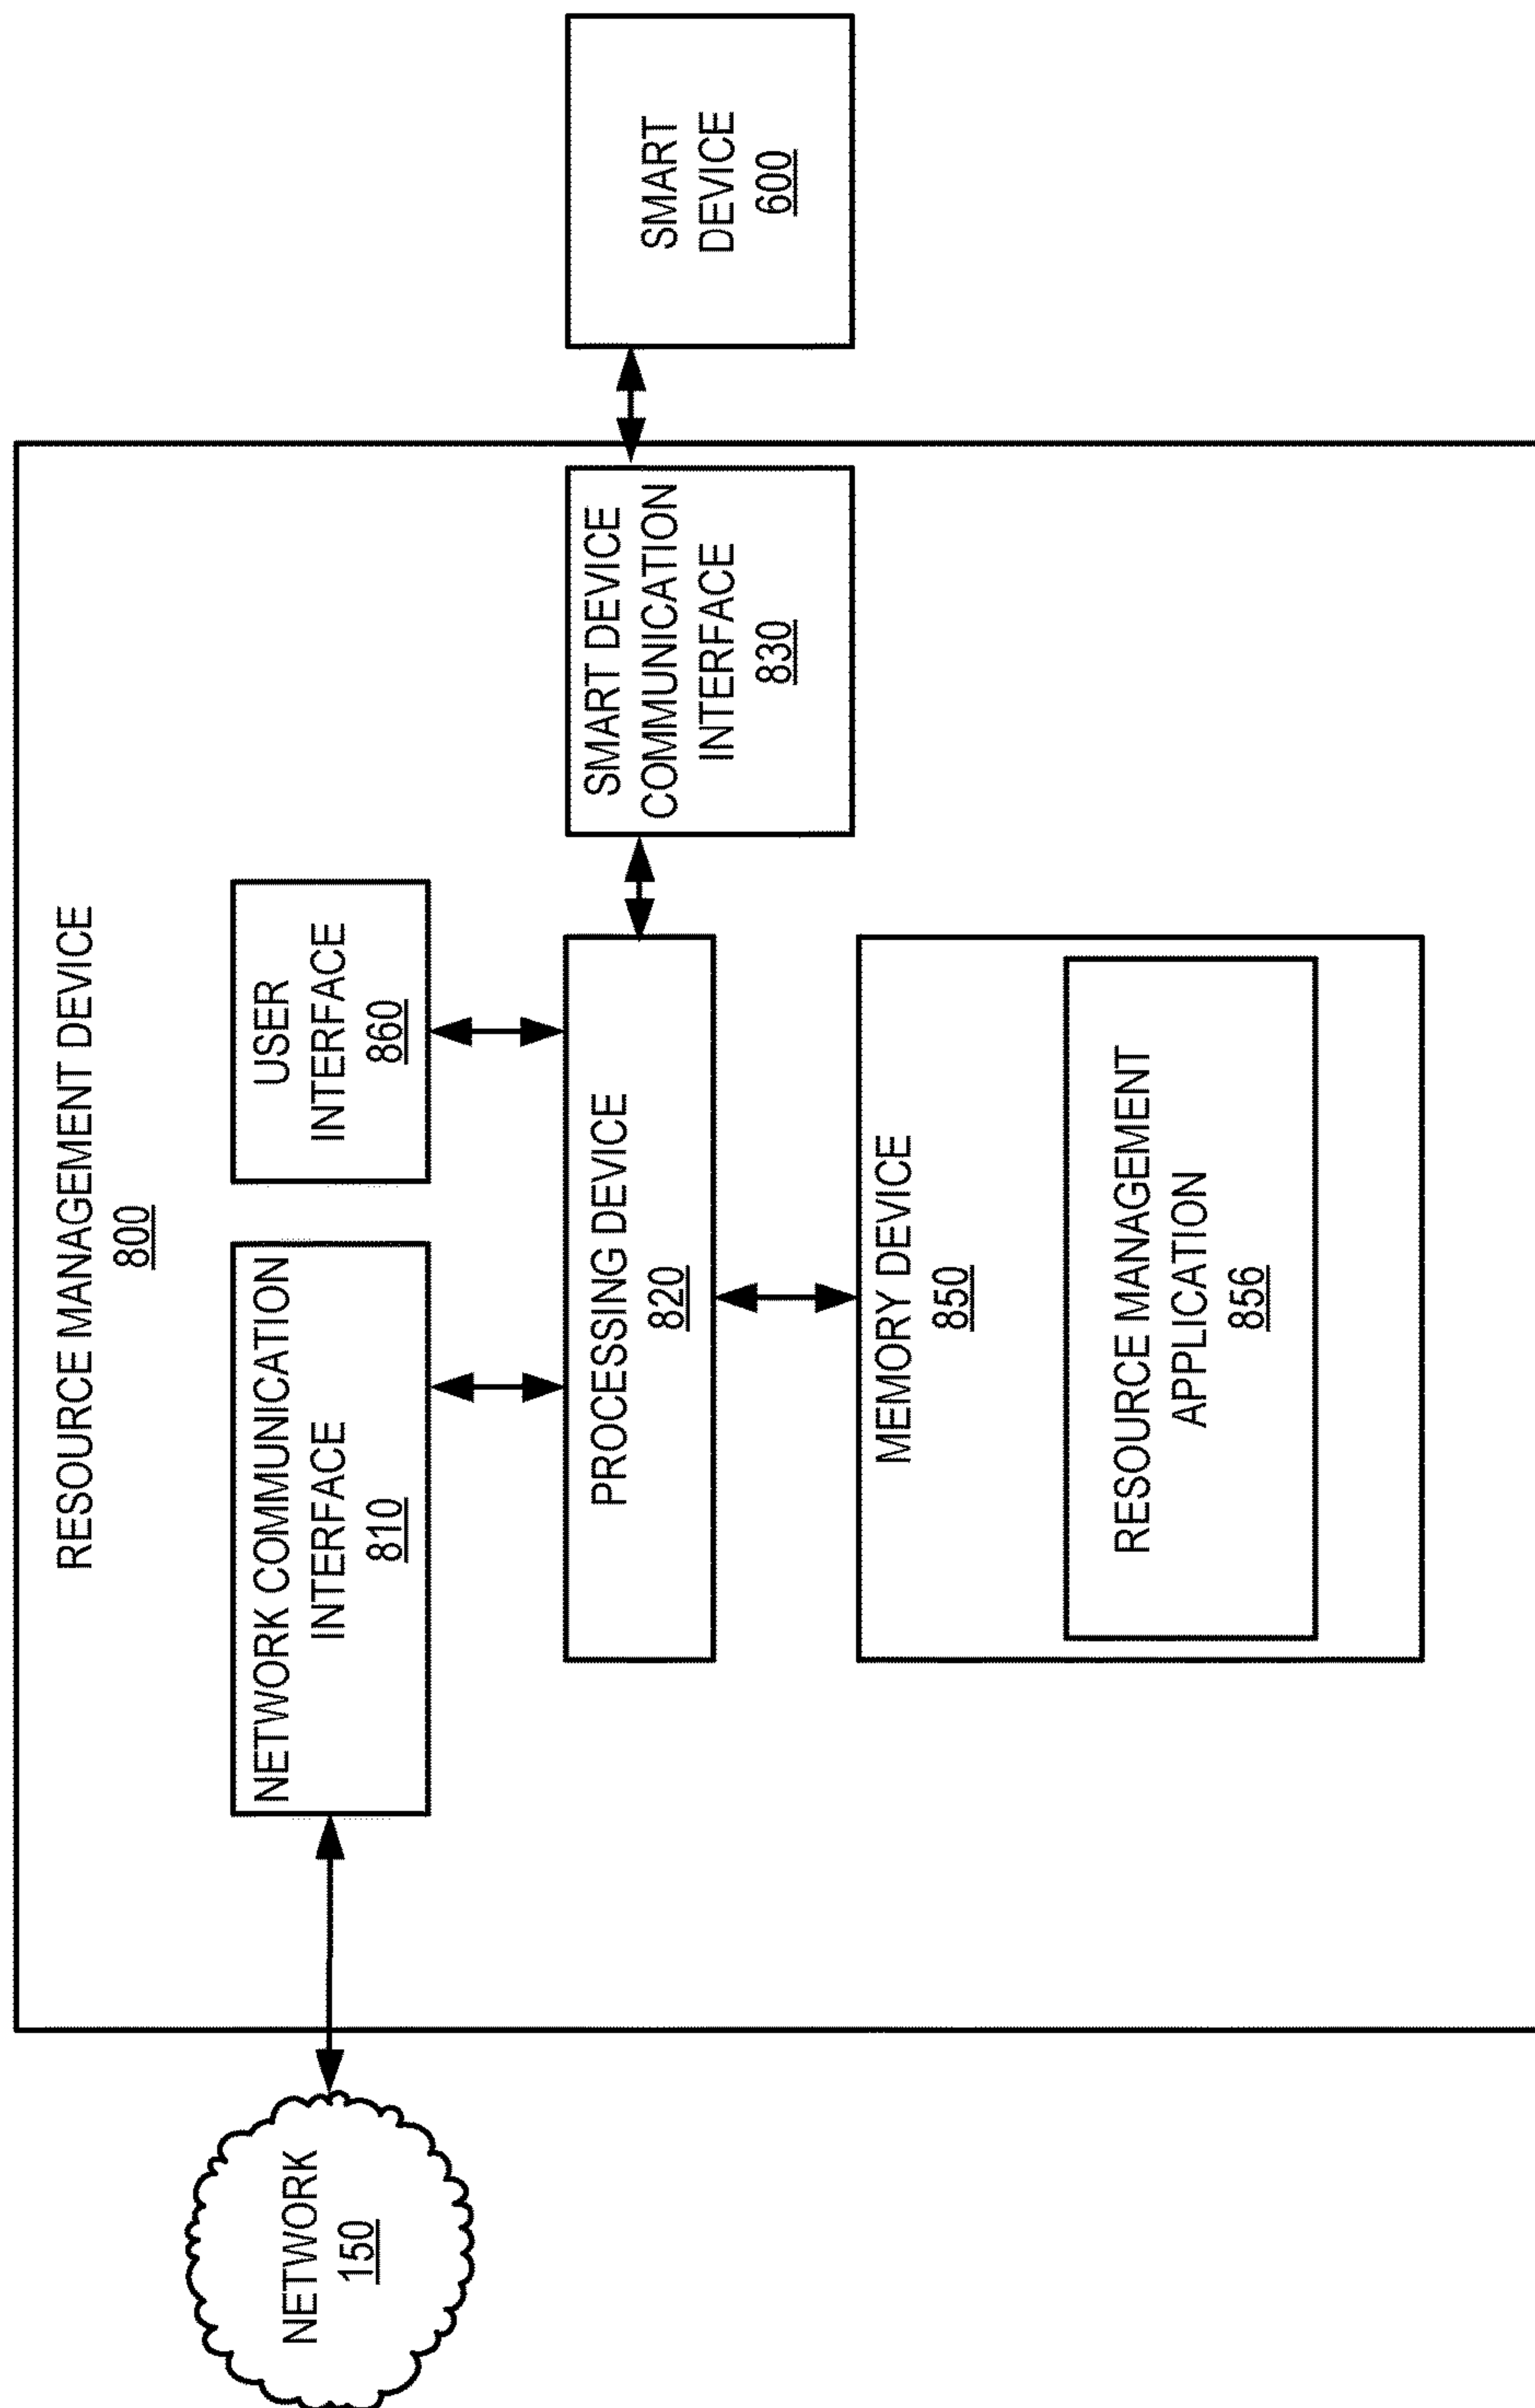 RESOURCE MANAGEMENT DEVICE
800
NETWORK
150
NETWORK COMMUNICATION
INTERFACE
810
USER
INTERFACE
860
PROCESSING DEVICE
820
SMART DEVICE
COMMUNICATION
INTERFACE
830
SMART
DEVICE
600
MEMORY DEVICE
850
RESOURCE MANAGEMENT
APPLICATION
856